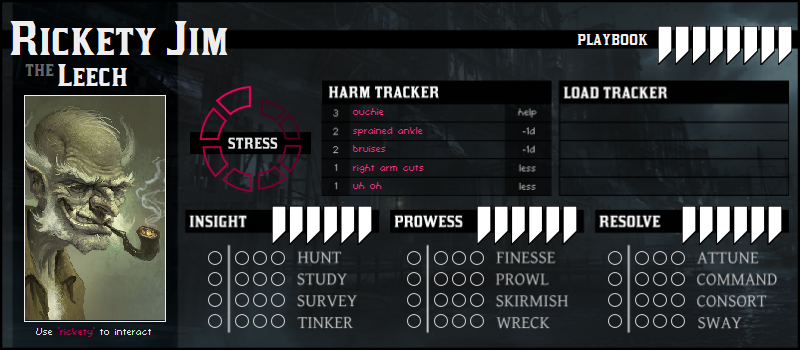 RICKETY JIM
THE LEECH
PLAYBOOK
STRESS
HARM TRACKER
3 ouchie help
2 sprained ankle -1d
2 bruises -1d
1 right arm cuts less
1 uh oh less
LOAD TRACKER
INSIGHT
HUNT
STUDY
SURVEY
TINKER
PROWESS
FINESSE
PROWL
SKIRMISH
WRECK
RESOLVE
ATTUNE
COMMAND
CONSORT
SWAY
Use 'rickety' to interact